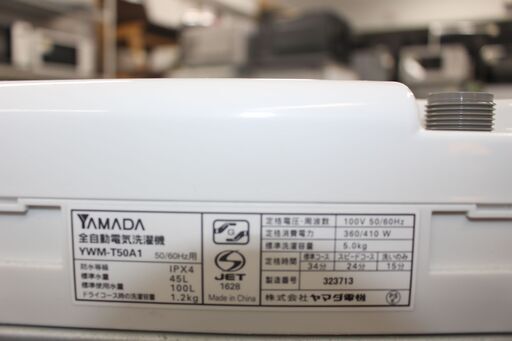 YAMADA
全自動電気洗濯機
YWM-T50A1 50/60Hz用
防水等級 IPX4
標準水量 45L
標準使用水量 100L
ドライコース時の洗濯容量 1.2kg
JET
1628
定格電圧・周波数 100V 50/60Hz
定格消費電力 360/410 W
定格洗濯容量 5.0kg
定格時間 標準コース スピードコース 洗いのみ
34分 24分 15分
製造番号 323713
Made in China 株式会社 ヤマダ電機